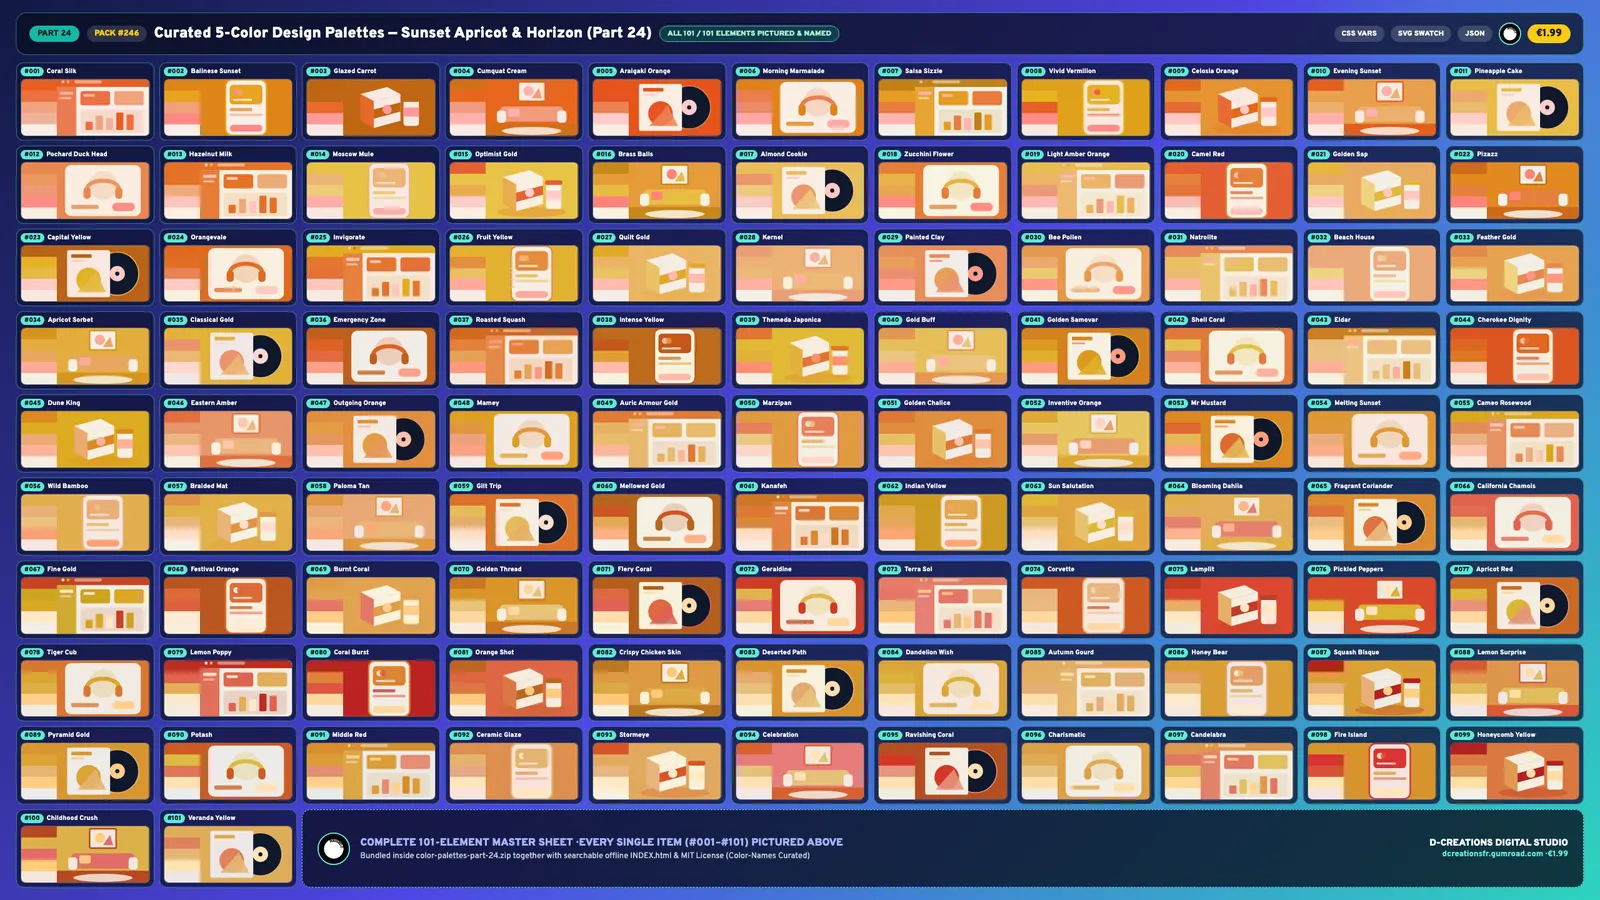 PART 24 PACK #246 Curated 5-Color Design Palettes – Sunset Apricot & Horizon (Part 24) ALL 101 / 101 ELEMENTS PICTURED & NAMED CSS VARS SVG SWATCH JSON €1.99
#001 Coral Silk #002 Balinese Sunset #003 Glazed Carrot #004 Cumquat Cream #005 Araigaki Orange #006 Morning Marmalade #007 Salsa Sizzle #008 Vivid Vermilion #009 Celosia Orange #010 Evening Sunset #011 Pineapple Cake
#012 Pochard Duck Head #013 Hazelnut Milk #014 Moscow Mule #015 Optimist Gold #016 Brass Balls #017 Almond Cookie #018 Zucchini Flower #019 Light Amber Orange #020 Camel Red #021 Golden Sap #022 Pizazz
#023 Capital Yellow #024 Orangevale #025 Invigorate #026 Fruit Yellow #027 Quilt Gold #028 Kernel #029 Painted Clay #030 Bee Pollen #031 Natrolite #032 Beach House #033 Feather Gold
#034 Apricot Sorbet #035 Classical Gold #036 Emergency Zone #037 Roasted Squash #038 Intense Yellow #039 Themeda Japonica #040 Gold Buff #041 Golden Samovar #042 Shell Coral #043 Eldar #044 Cherokee Dignity
#045 Dune King #046 Eastern Amber #047 Outgoing Orange #048 Mamey #049 Auric Armour Gold #050 Marzipan #051 Golden Chalice #052 Inventive Orange #053 Mr Mustard #054 Melting Sunset #055 Cameo Rosewood
#056 Wild Bamboo #057 Braided Mat #058 Paloma Tan #059 Gilt Trip #060 Mellowed Gold #061 Kanafeh #062 Indian Yellow #063 Sun Salutation #064 Blooming Dahlia #065 Fragrant Coriander #066 California Chamois
#067 Fine Gold #068 Festival Orange #069 Burnt Coral #070 Golden Thread #071 Fiery Coral #072 Geraldine #073 Terra Sol #074 Corvette #075 Lamplit #076 Pickled Peppers #077 Apricot Red
#078 Tiger Cub #079 Lemon Poppy #080 Coral Burst #081 Orange Shot #082 Crispy Chicken Skin #083 Deserted Path #084 Dandelion Wish #085 Autumn Gourd #086 Honey Bear #087 Squash Bisque #088 Lemon Surprise
#089 Pyramid Gold #090 Potash #091 Middle Red #092 Ceramic Glaze #093 Stormeye #094 Celebration #095 Ravishing Coral #096 Charismatic #097 Candelabra #098 Fire Island #099 Honeycomb Yellow
#100 Childhood Crush #101 Veranda Yellow
COMPLETE 101-ELEMENT MASTER SHEET · EVERY SINGLE ITEM (#001–#101) PICTURED ABOVE
Bundled inside color-palettes-part-24.zip together with searchable offline INDEX.html & MIT License (Color-Names Curated)
D-CREATIONS DIGITAL STUDIO
dcreationsfr.gumroad.com · €1.99